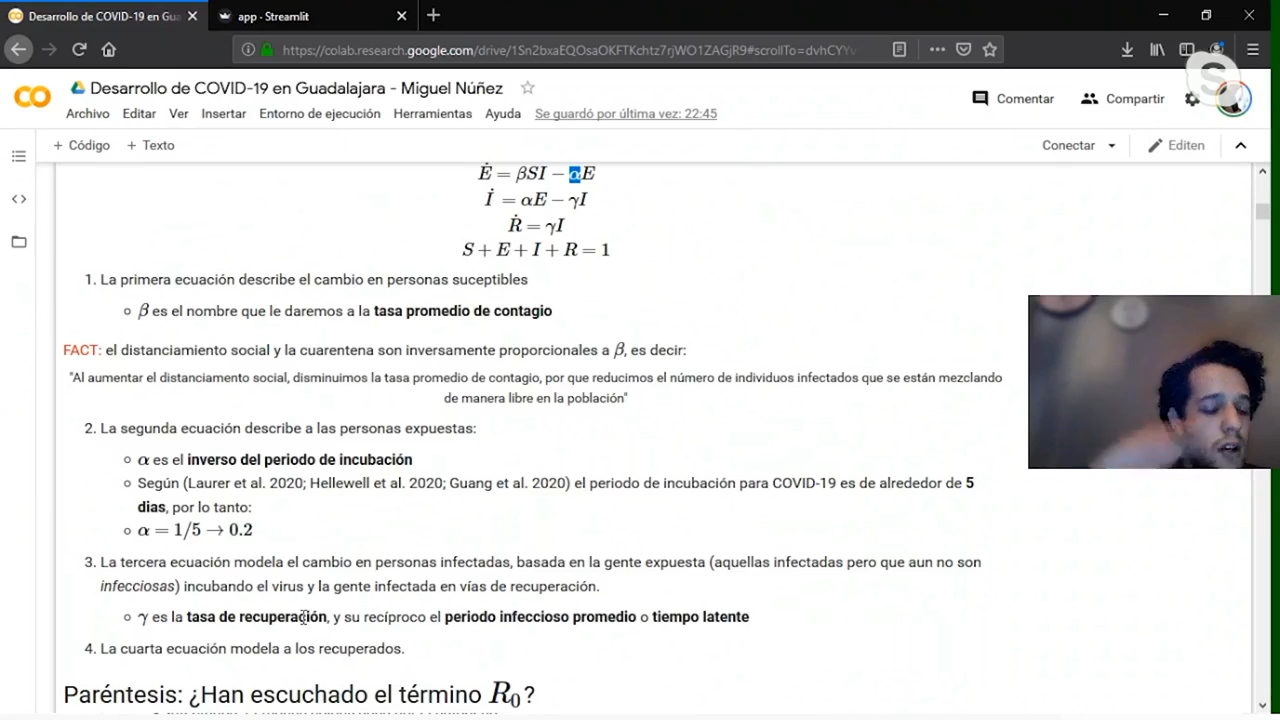 Desarrollo de COVID-19 en Gua
app - Streamlit
https://colab.research.google.com/drive/1Sn2bxaEQOsaOKFTKchtz7rjWO1ZAGjR9#scrollTo=dvhCYYv
CO
Desarrollo de COVID-19 en Guadalajara - Miguel Núñez
Comentar
Compartir
Archivo Editar Ver Insertar Entorno de ejecución Herramientas Ayuda Se guardó por última vez: 22:45
+ Código + Texto
Conectar
Editen
Ė = βSI − αE
İ = αE − γI
Ṙ = γI
S + E + I + R = 1
1. La primera ecuación describe el cambio en personas suceptibles
β es el nombre que le daremos a la tasa promedio de contagio
FACT: el distanciamiento social y la cuarentena son inversamente proporcionales a β, es decir:
"Al aumentar el distanciamiento social, disminuimos la tasa promedio de contagio, por que reducimos el número de individuos infectados que se están mezclando
de manera libre en la población"
2. La segunda ecuación describe a las personas expuestas:
α es el inverso del periodo de incubación
Según (Laurer et al. 2020; Hellewell et al. 2020; Guang et al. 2020) el periodo de incubación para COVID-19 es de alrededor de 5
dias, por lo tanto:
α = 1/5 → 0.2
3. La tercera ecuación modela el cambio en personas infectadas, basada en la gente expuesta (aquellas infectadas pero que aun no son
infecciosas) incubando el virus y la gente infectada en vías de recuperación.
γ es la tasa de recuperación, y su recíproco el periodo infeccioso promedio o tiempo latente
4. La cuarta ecuación modela a los recuperados.
Paréntesis: ¿Han escuchado el término R₀?